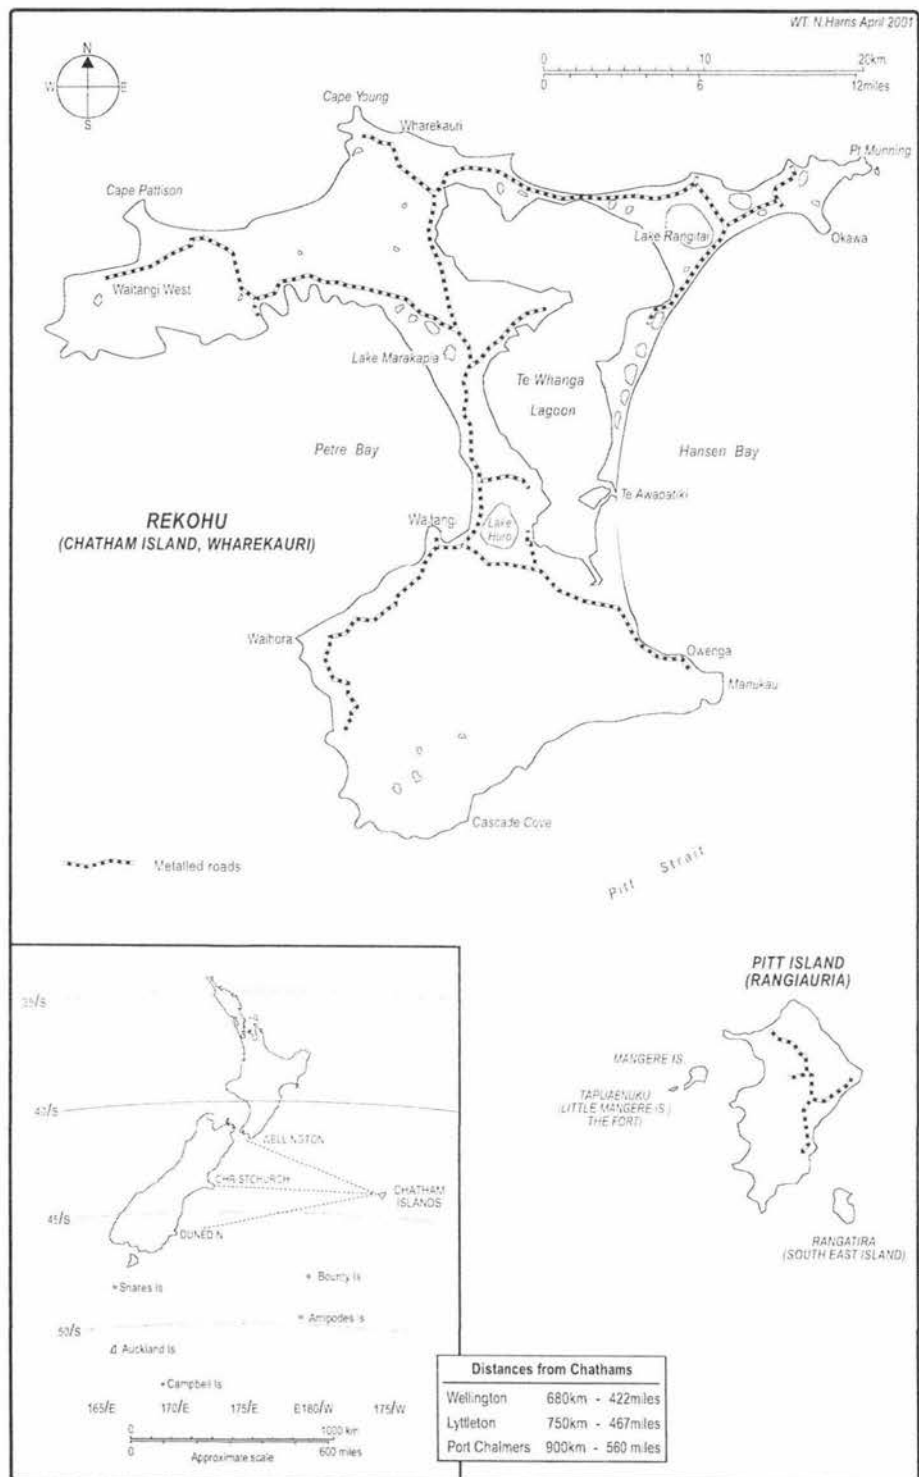 WT. N.Harris April 2001
N
W E
S
0 10 20km
0 6 12miles
Cape Young
Wharekauri
Pt Munning
Cape Pattison
Lake Rangitai
Okawa
Waitangi West
Lake Marakapia
Te Whanga
Lagoon
Petre Bay
Hansen Bay
Te Awapatiki
REKOHU
(CHATHAM ISLAND, WHAREKAURI)
Waitangi
Lake
Huro
Waihora
Owenga
Manukau
Cascade Cove
Metalled roads
Pitt Strait
PITT ISLAND
(RANGIAURIA)
MANGERE IS.
TAPUAENUKU
(LITTLE MANGERE IS.)
THE FORT)
RANGATIRA
(SOUTH EAST ISLAND)
35/S
40/S
WELLINGTON
CHRISTCHURCH
CHATHAM
ISLANDS
45/S
DUNEDIN
Snares Is
Bounty Is
Antipodes Is
50/S
Auckland Is
Campbell Is
165/E 170/E 175/E E180/W 175/W
0 1000 km
0 600 miles
Approximate scale
Distances from Chathams
Wellington 680km - 422miles
Lyttleton 750km - 467miles
Port Chalmers 900km - 560 miles